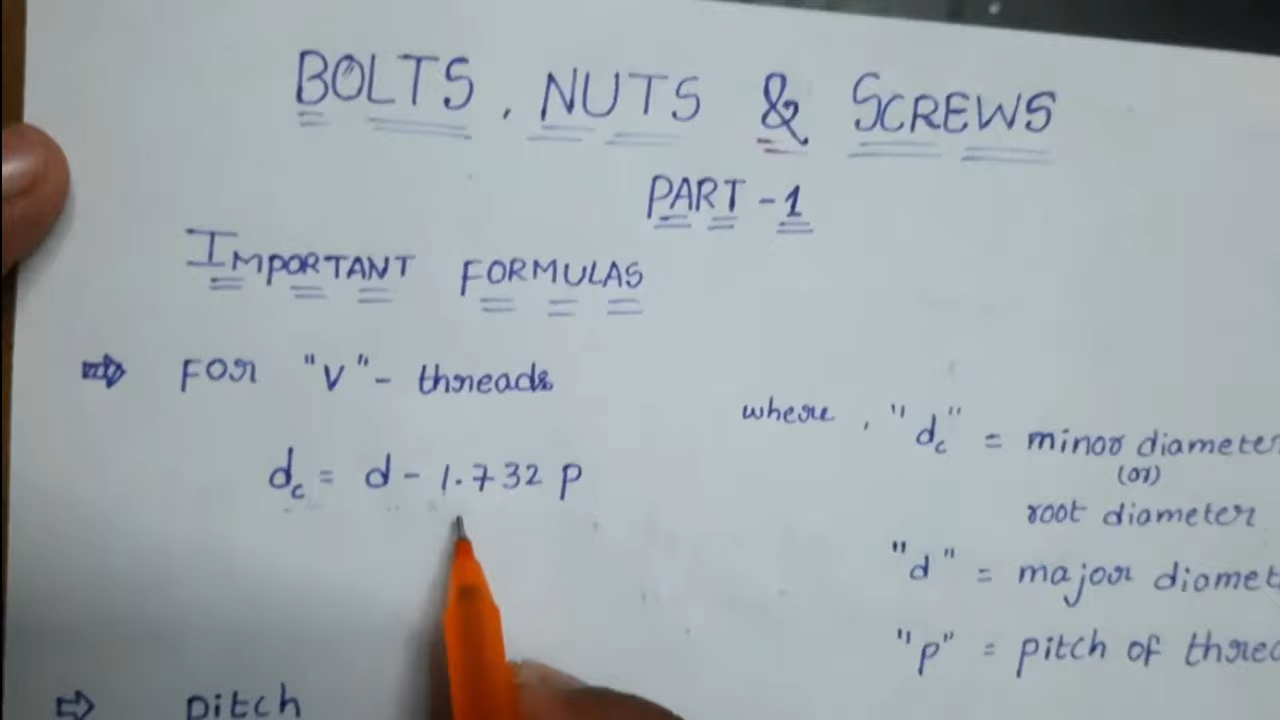 BOLTS, NUTS & SCREWS
PART-1
IMPORTANT FORMULAS
⇨ FOR "V"- threads
where, "dc" = minor diameter
(or)
root diameter
dc = d - 1.732 p
"d" = major diamet
"p" = pitch of threa
⇨ pitch